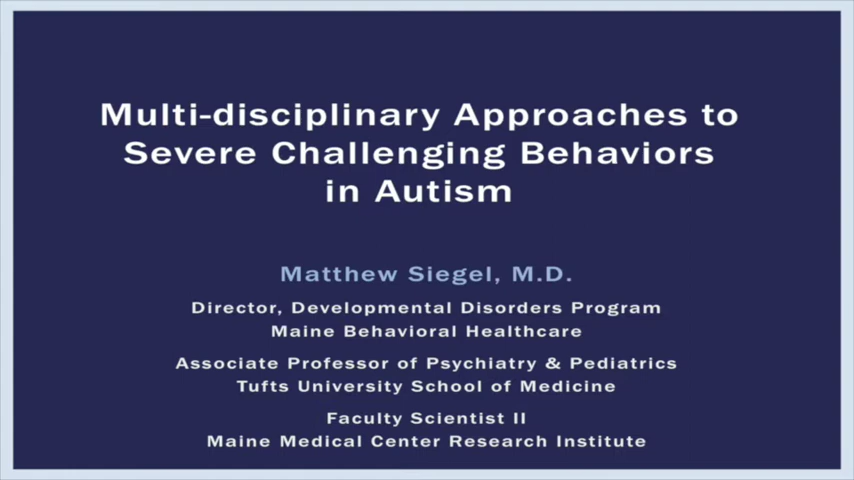 Multi-disciplinary Approaches to
Severe Challenging Behaviors
in Autism
Matthew Siegel, M.D.
Director, Developmental Disorders Program
Maine Behavioral Healthcare
Associate Professor of Psychiatry & Pediatrics
Tufts University School of Medicine
Faculty Scientist II
Maine Medical Center Research Institute